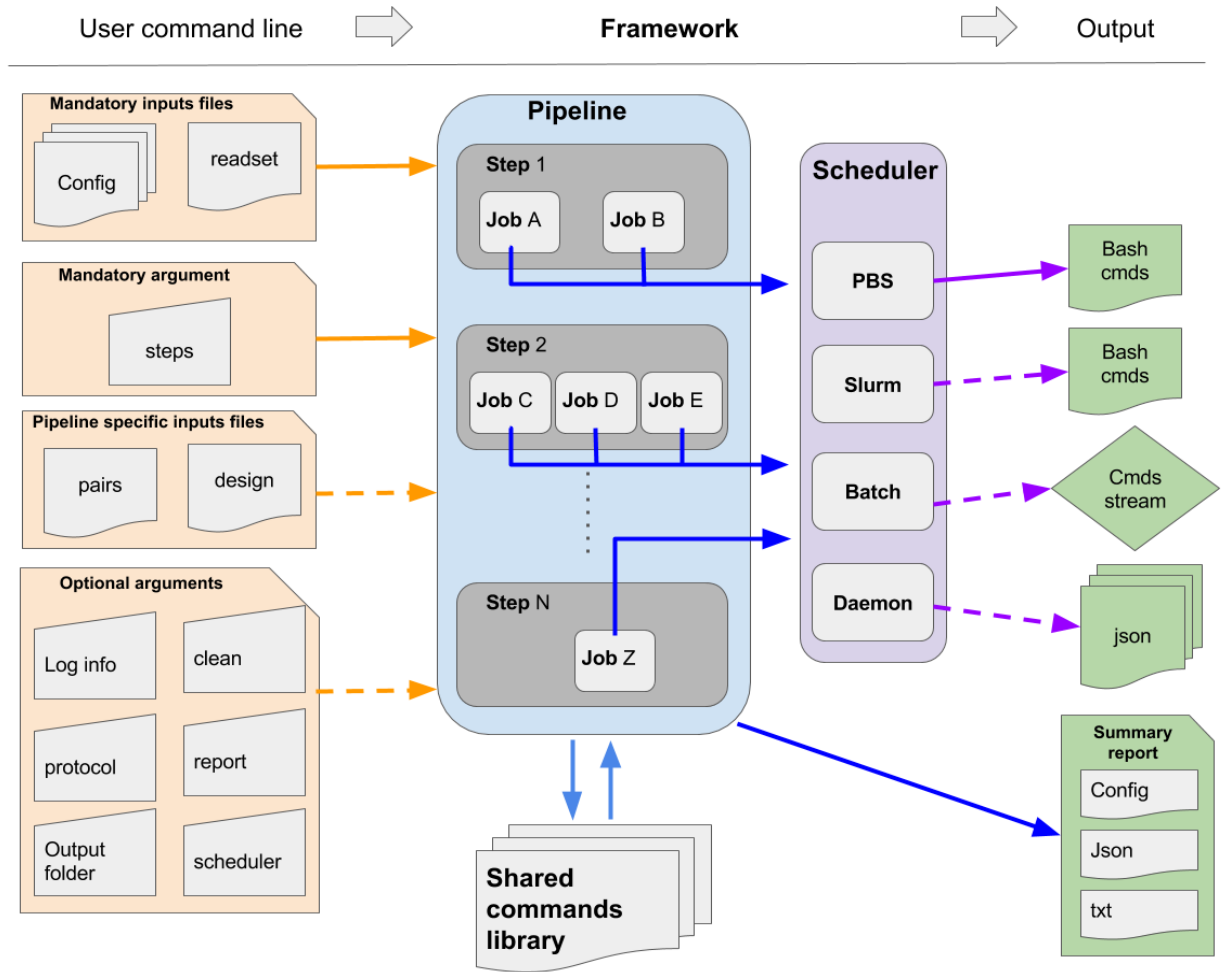 User command line
Framework
Output
Mandatory inputs files
Config
readset
Mandatory argument
steps
Pipeline specific inputs files
pairs
design
Optional arguments
Log info
clean
protocol
report
Output
folder
scheduler
Pipeline
Step 1
Job A
Job B
Step 2
Job C
Job D
Job E
Step N
Job Z
Shared
commands
library
Scheduler
PBS
Slurm
Batch
Daemon
Bash
cmds
Bash
cmds
Cmds
stream
json
Summary
report
Config
Json
txt